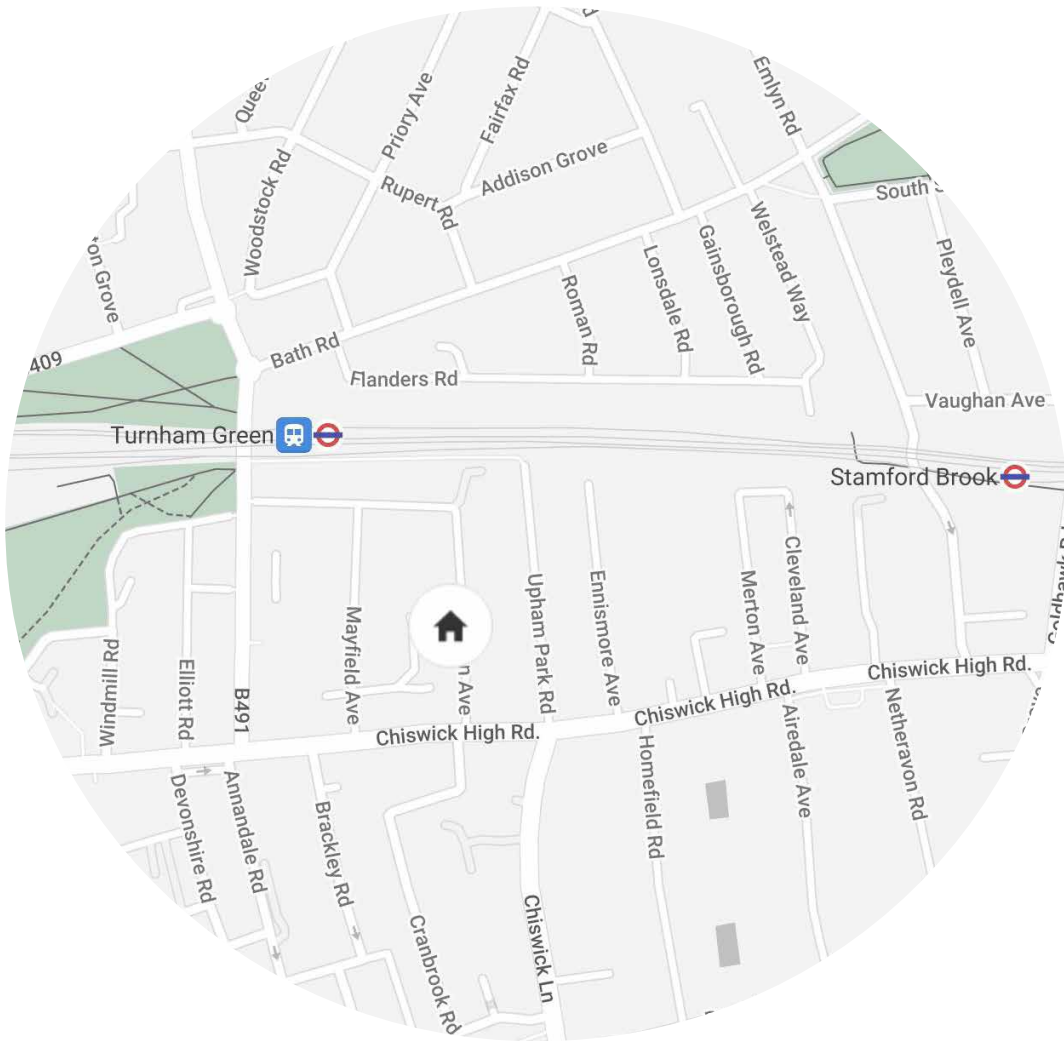 Emlyn Rd
Priory Ave
Fairfax Rd
Addison Grove
Woodstock Rd
Rupert Rd
South
Welstead Way
Gainsborough Rd
Lonsdale Rd
Pleydell Ave
Roman Rd
409
Bath Rd
Flanders Rd
Vaughan Ave
Turnham Green
Stamford Brook
Cleveland Ave
Merton Ave
Ennismore Ave
Upham Park Rd
Mayfield Ave
n Ave
Windmill Rd
Elliott Rd
B491
Chiswick High Rd.
Chiswick High Rd.
Chiswick High Rd.
Netheravon Rd
Airedale Ave
Homefield Rd
Devonshire Rd
Annandale Rd
Brackley Rd
Cranbrook Rd
Chiswick Ln